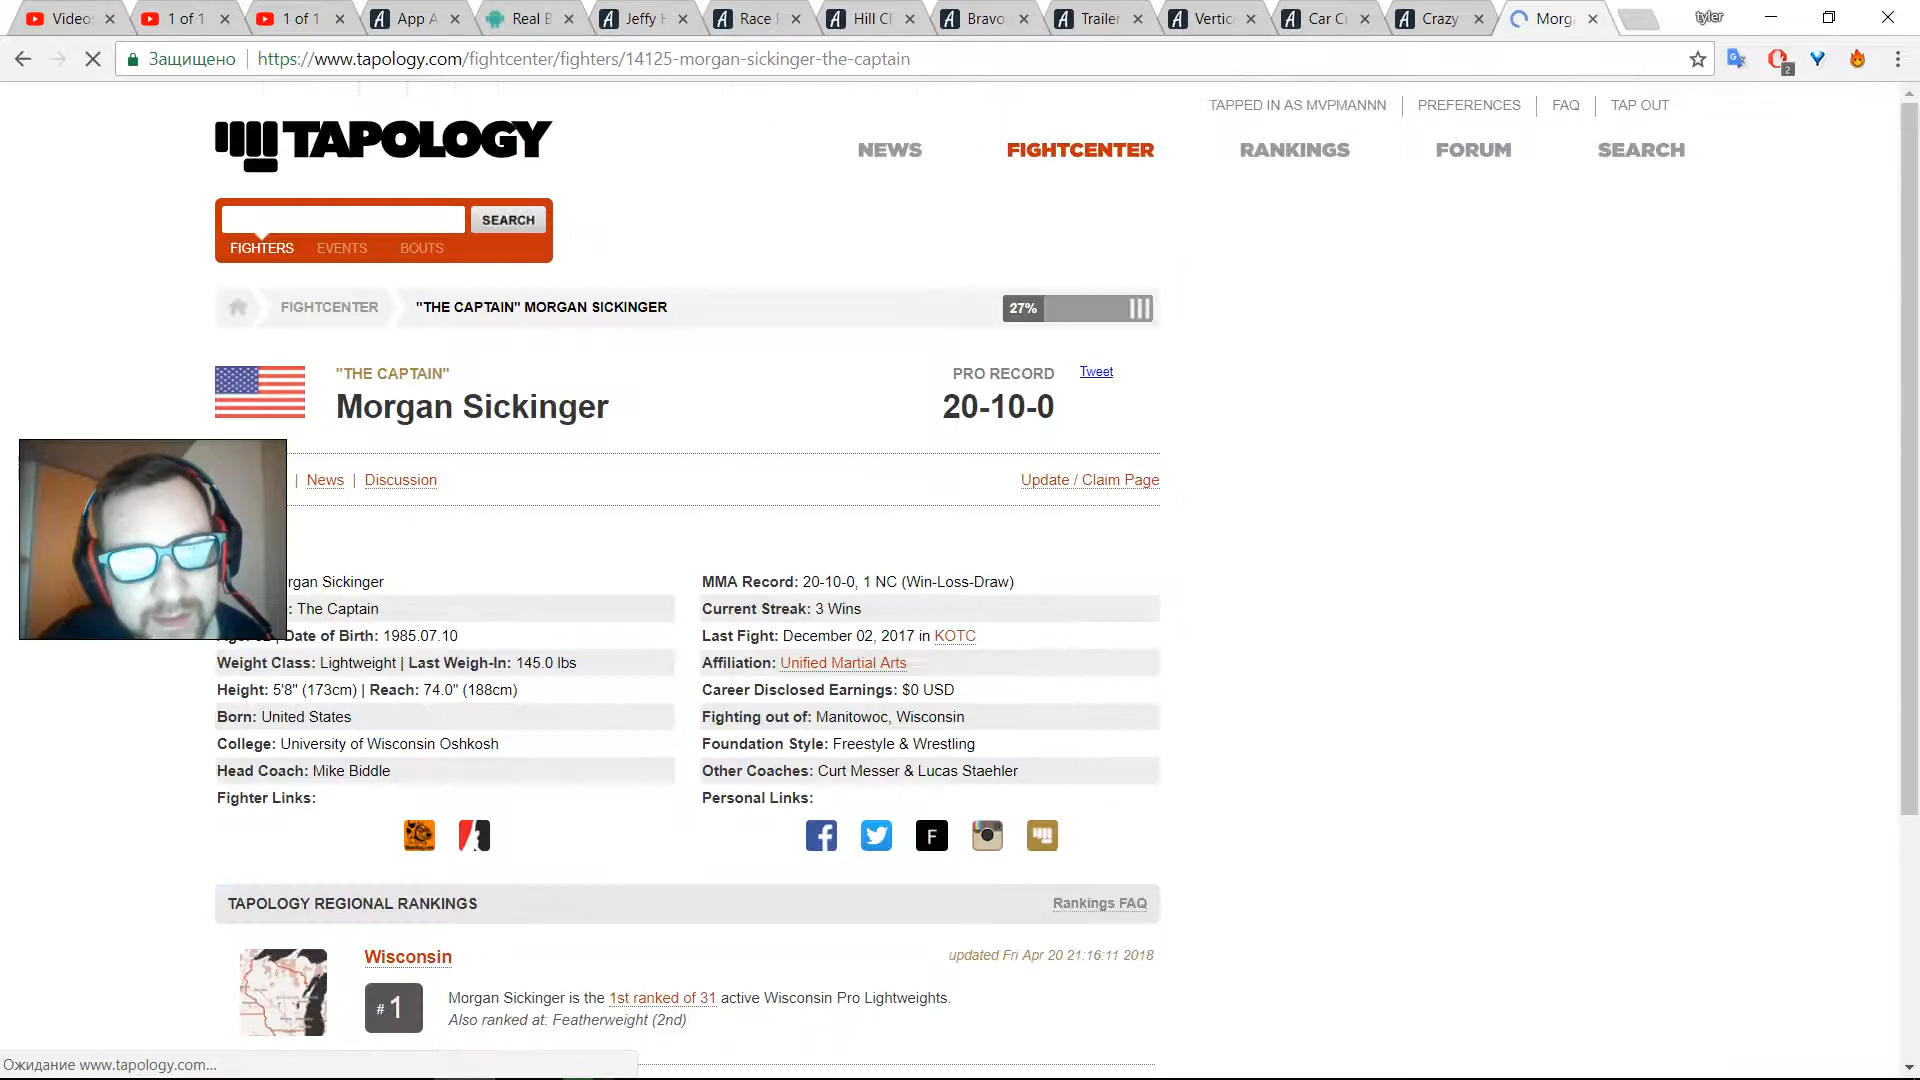 Video: 1 of 1 1 of 1 App A Real B Jeffy H Race Hill Cl Bravo Trailer Vertic Car C Crazy Morg tyler
Защищено https://www.tapology.com/fightcenter/fighters/14125-morgan-sickinger-the-captain 2
TAPPED IN AS MVPMANNN PREFERENCES FAQ TAP OUT
TAPOLOGY NEWS FIGHTCENTER RANKINGS FORUM SEARCH
SEARCH
FIGHTERS EVENTS BOUTS
FIGHTCENTER "THE CAPTAIN" MORGAN SICKINGER 27%
"THE CAPTAIN" PRO RECORD Tweet
Morgan Sickinger 20-10-0
| News | Discussion Update / Claim Page
rgan Sickinger MMA Record: 20-10-0, 1 NC (Win-Loss-Draw)
: The Captain Current Streak: 3 Wins
Date of Birth: 1985.07.10 Last Fight: December 02, 2017 in KOTC
Weight Class: Lightweight | Last Weigh-In: 145.0 lbs Affiliation: Unified Martial Arts
Height: 5'8" (173cm) | Reach: 74.0" (188cm) Career Disclosed Earnings: $0 USD
Born: United States Fighting out of: Manitowoc, Wisconsin
College: University of Wisconsin Oshkosh Foundation Style: Freestyle & Wrestling
Head Coach: Mike Biddle Other Coaches: Curt Messer & Lucas Staehler
Fighter Links: Personal Links:
F
TAPOLOGY REGIONAL RANKINGS Rankings FAQ
Wisconsin updated Fri Apr 20 21:16:11 2018
# 1 Morgan Sickinger is the 1st ranked of 31 active Wisconsin Pro Lightweights.
Also ranked at: Featherweight (2nd)
Ожидание www.tapology.com...